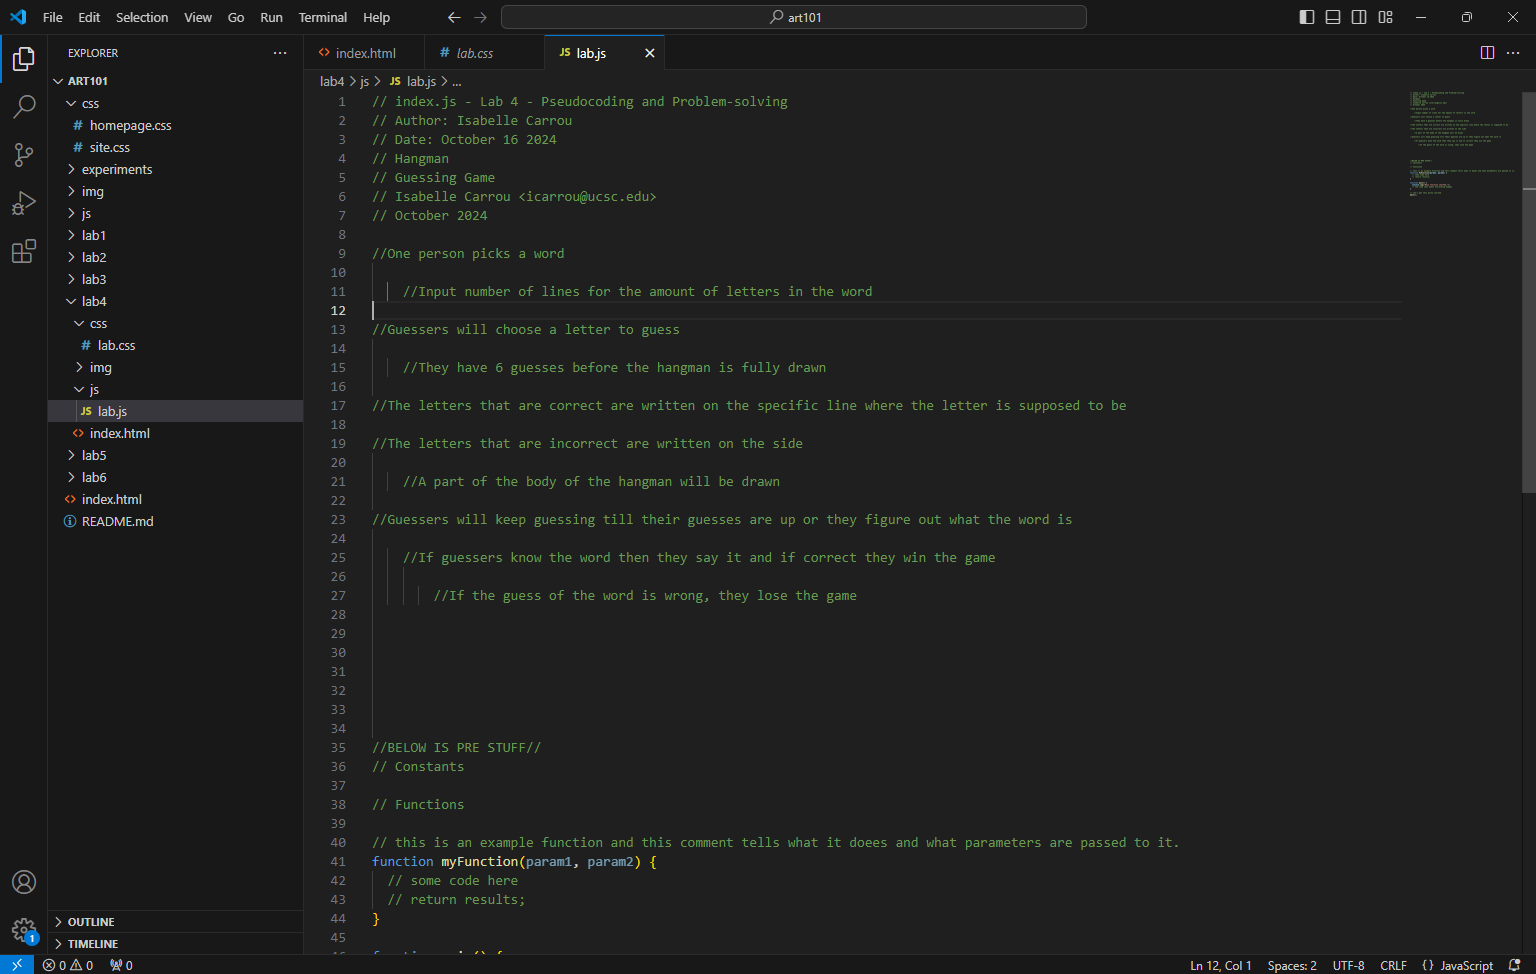 File Edit Selection View Go Run Terminal Help
art101
EXPLORER
ART101
css
# homepage.css
# site.css
experiments
img
js
lab1
lab2
lab3
lab4
css
# lab.css
img
js
JS lab.js
<> index.html
lab5
lab6
<> index.html
README.md
OUTLINE
TIMELINE
<> index.html
# lab.css
JS lab.js
lab4 > js > JS lab.js > ...
1 // index.js - Lab 4 - Pseudocoding and Problem-solving
2 // Author: Isabelle Carrou
3 // Date: October 16 2024
4 // Hangman
5 // Guessing Game
6 // Isabelle Carrou <icarrou@ucsc.edu>
7 // October 2024
8
9 //One person picks a word
10
11 //Input number of lines for the amount of letters in the word
12
13 //Guessers will choose a letter to guess
14
15 //They have 6 guesses before the hangman is fully drawn
16
17 //The letters that are correct are written on the specific line where the letter is supposed to be
18
19 //The letters that are incorrect are written on the side
20
21 //A part of the body of the hangman will be drawn
22
23 //Guessers will keep guessing till their guesses are up or they figure out what the word is
24
25 //If guessers know the word then they say it and if correct they win the game
26
27 //If the guess of the word is wrong, they lose the game
28
29
30
31
32
33
34
35 //BELOW IS PRE STUFF//
36 // Constants
37
38 // Functions
39
40 // this is an example function and this comment tells what it doees and what parameters are passed to it.
41 function myFunction(param1, param2) {
42 // some code here
43 // return results;
44 }
45
1
0 0 0
Ln 12, Col 1 Spaces: 2 UTF-8 CRLF {} JavaScript